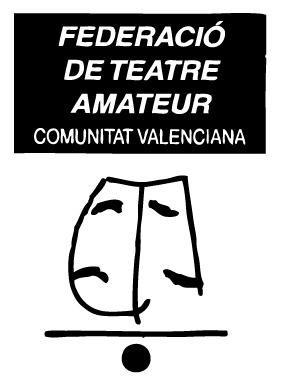 FEDERACIÓ
DE TEATRE
AMATEUR
COMUNITAT VALENCIANA